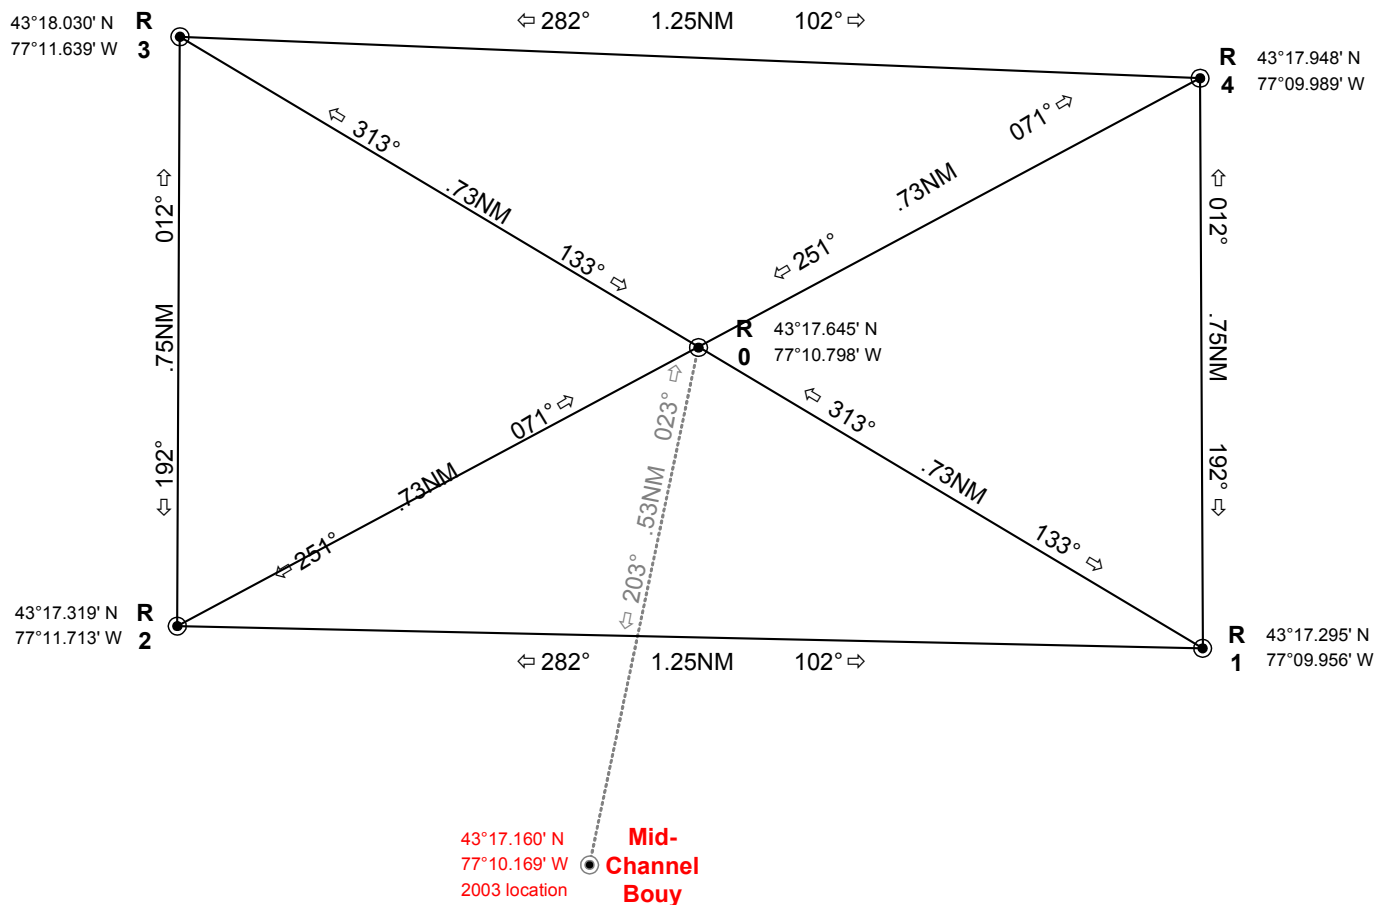 43°18.030' N
77°11.639' W
R
3
⇦ 282° 1.25NM 102° ⇨
R
4
43°17.948' N
77°09.989' W
⇦ 313°
.73NM
133° ⇨
071° ⇨
.73NM
⇦ 251°
012° ⇨
.75NM
⇦ 192°
⇦ 012°
.75NM
192° ⇨
R
0
43°17.645' N
77°10.798' W
071° ⇨
.73NM
⇦ 251°
⇦ 203° .53NM 023° ⇨
⇦ 313°
.73NM
133° ⇨
43°17.319' N
77°11.713' W
R
2
⇦ 282° 1.25NM 102° ⇨
R
1
43°17.295' N
77°09.956' W
43°17.160' N
77°10.169' W
2003 location
Mid-
Channel
Bouy